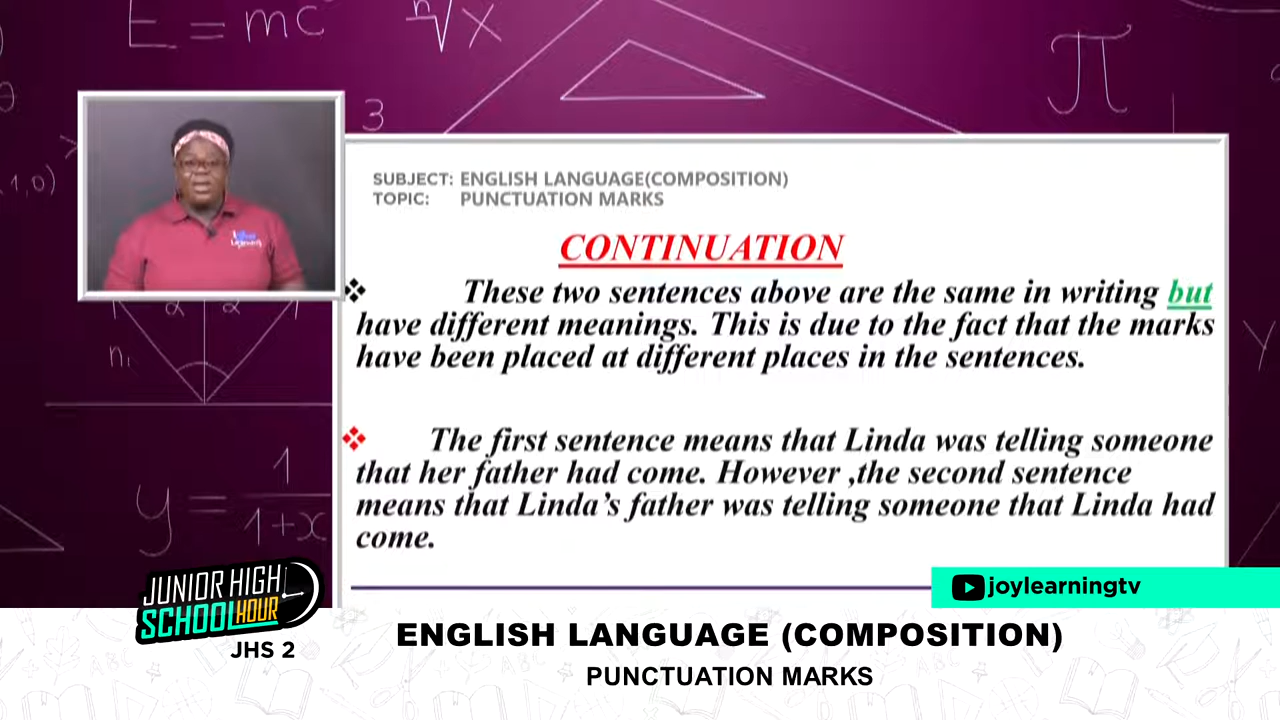 E = mc²
ⁿ√x
π
3
SUBJECT: ENGLISH LANGUAGE(COMPOSITION)
TOPIC: PUNCTUATION MARKS
CONTINUATION
❖ These two sentences above are the same in writing but
have different meanings. This is due to the fact that the marks
have been placed at different places in the sentences.
❖ The first sentence means that Linda was telling someone
that her father had come. However ,the second sentence
means that Linda's father was telling someone that Linda had
come.
y = 1
1+x
joylearningtv
JUNIOR HIGH
SCHOOL HOUR
JHS 2
ENGLISH LANGUAGE (COMPOSITION)
PUNCTUATION MARKS